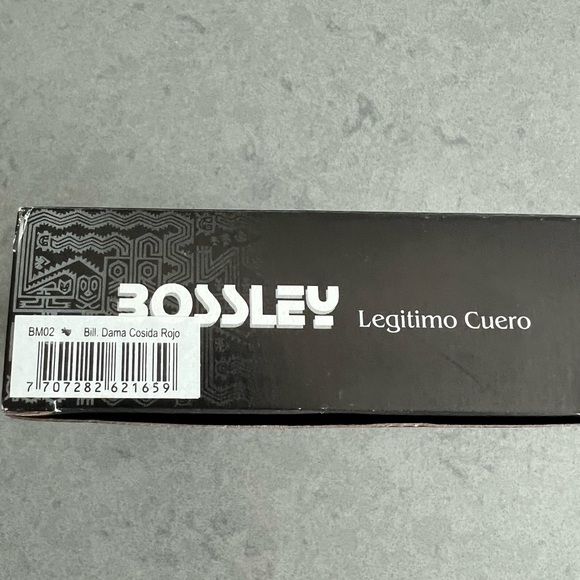 BOSSLEY Legitimo Cuero
BM02 Bill. Dama Cosida Rojo
7 707282 621659